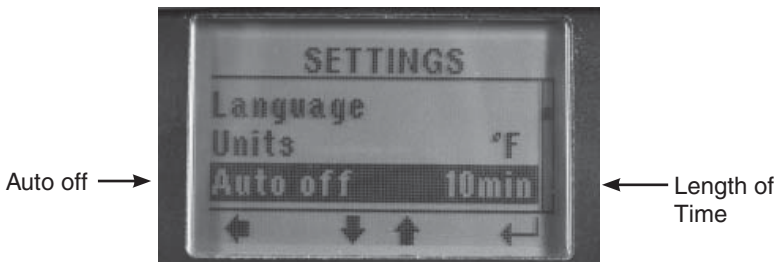 SETTINGS
Language
Units °F
Auto off 10min
Auto off
Length of
Time